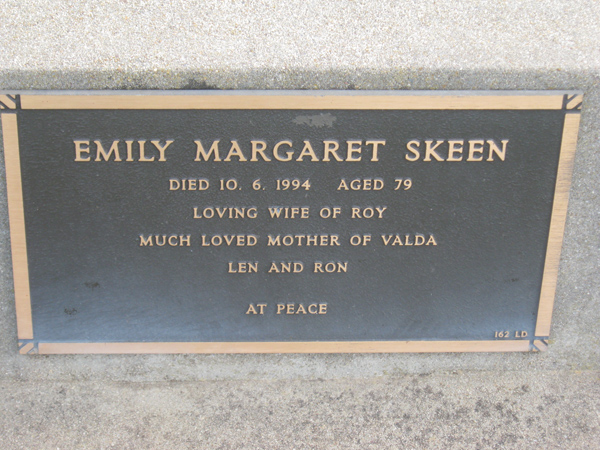 EMILY MARGARET SKEEN
DIED 10. 6. 1994 AGED 79
LOVING WIFE OF ROY
MUCH LOVED MOTHER OF VALDA
LEN AND RON
AT PEACE
162 LD